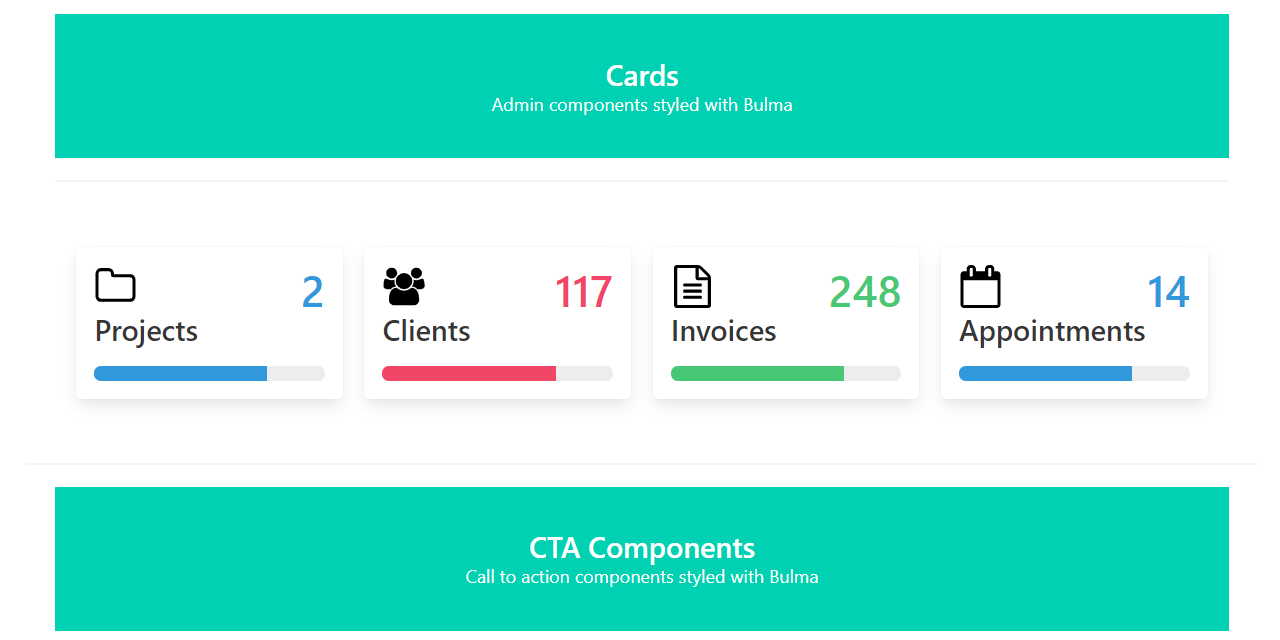 Cards
Admin components styled with Bulma
2
Projects
117
Clients
248
Invoices
14
Appointments
CTA Components
Call to action components styled with Bulma